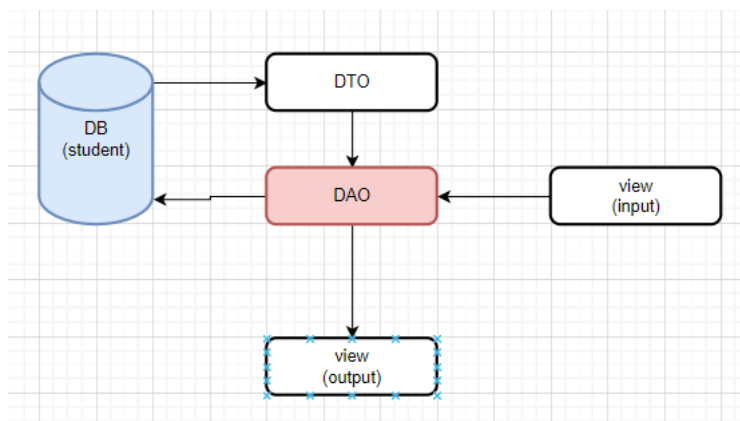 DTO
DB
(student)
DAO
view
(input)
view
(output)